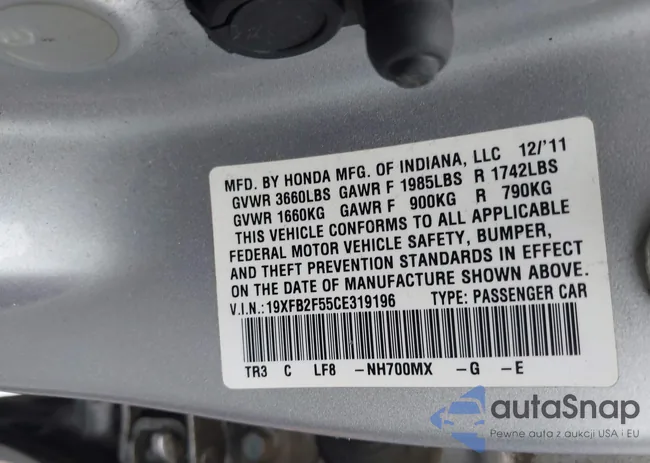 MFD. BY HONDA MFG. OF INDIANA, LLC 12/'11
GVWR 3660LBS GAWR F 1985LBS R 1742LBS
GVWR 1660KG GAWR F 900KG R 790KG
THIS VEHICLE CONFORMS TO ALL APPLICABLE
FEDERAL MOTOR VEHICLE SAFETY, BUMPER,
AND THEFT PREVENTION STANDARDS IN EFFECT
ON THE DATE OF MANUFACTURE SHOWN ABOVE.
V.I.N.: 19XFB2F55CE319196 TYPE: PASSENGER CAR
TR3 C LF8 -NH700MX -G -E
autaSnap
Pewne auta z aukcji USA i EU